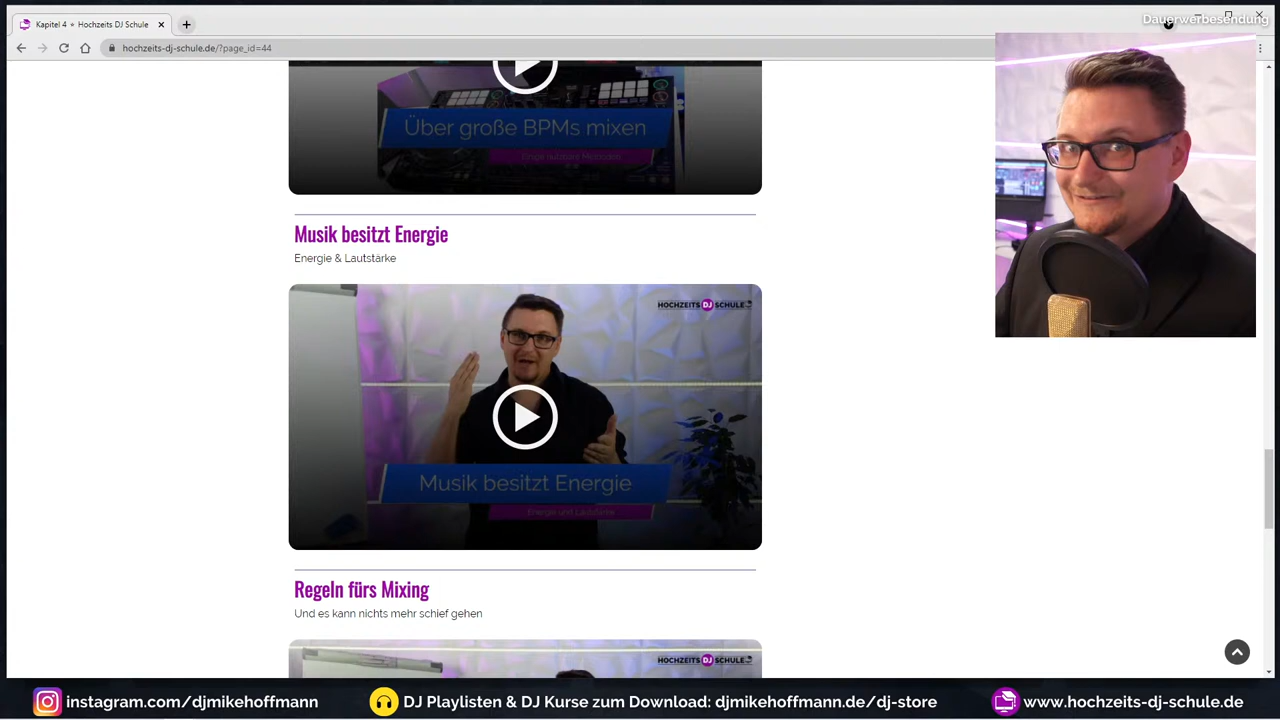 Kapitel 4 ⭐ Hochzeits DJ Schule
Dauerwerbesendung
hochzeits-dj-schule.de/?page_id=44
Über große BPMs mixen
Musik besitzt Energie
Energie & Lautstärke
HOCHZEITS DJ SCHULE
Musik besitzt Energie
Energie und Lautstärke
Regeln fürs Mixing
Und es kann nichts mehr schief gehen
HOCHZEITS DJ SCHULE
instagram.com/djmikehoffmann
DJ Playlisten & DJ Kurse zum Download: djmikehoffmann.de/dj-store
www.hochzeits-dj-schule.de